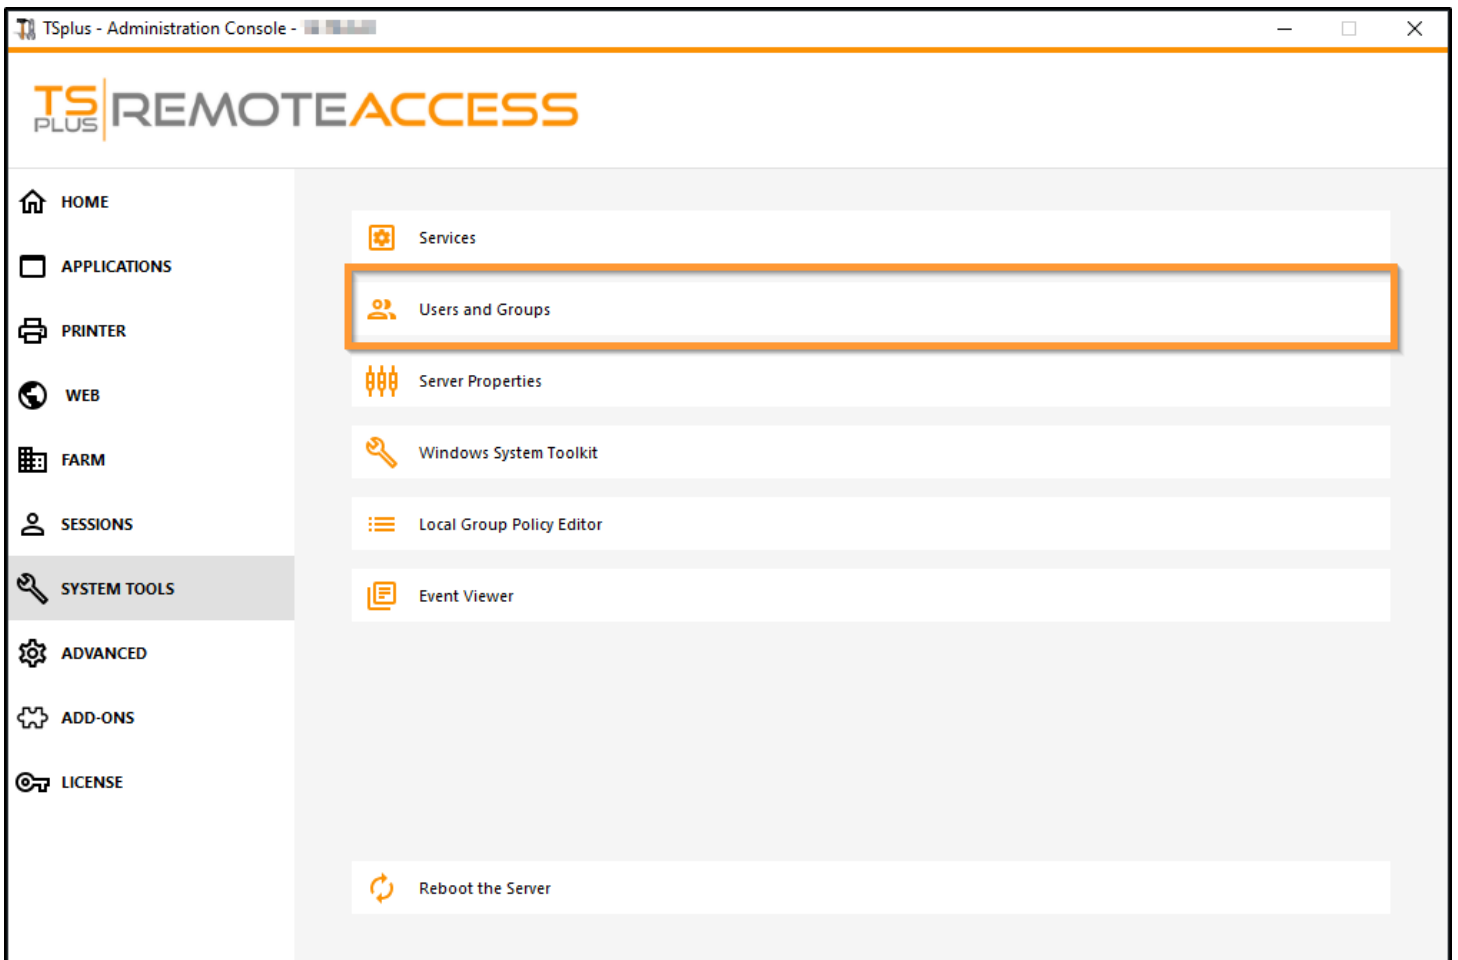 TSplus - Administration Console -
TS PLUS REMOTEACCESS
HOME
APPLICATIONS
PRINTER
WEB
FARM
SESSIONS
SYSTEM TOOLS
ADVANCED
ADD-ONS
LICENSE
Services
Users and Groups
Server Properties
Windows System Toolkit
Local Group Policy Editor
Event Viewer
Reboot the Server